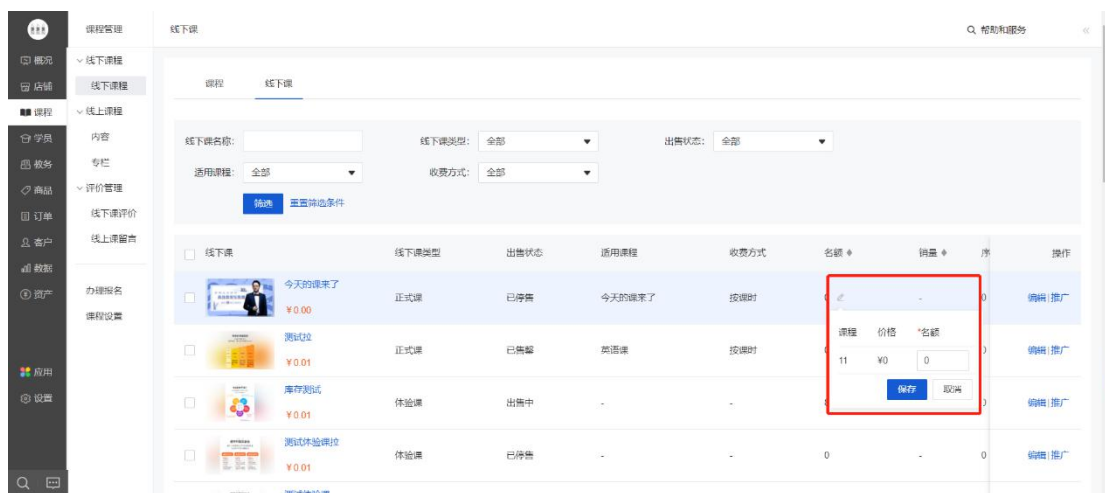 课程管理
线下课
帮助和服务
概况
店铺
课程
学员
教务
商品
订单
客户
数据
资产
应用
设置
线下课程
线下课程
线上课程
内容
专栏
评价管理
线下课评价
线上课留言
办理报名
课程设置
课程 线下课
线下课名称: 线下课类型: 全部 出售状态: 全部
适用课程: 全部 收费方式: 全部
筛选 重置筛选条件
线下课 线下课类型 出售状态 适用课程 收费方式 名额 销量 操作
今天的课来了
¥0.00
正式课 已停售 今天的课来了 按课时 - 0 编辑|推广
测试拉
¥0.01
正式课 已售罄 英语课 按课时 编辑|推广
库存测试
¥0.01
体验课 出售中 - - 编辑|推广
测试体验课拉
¥0.01
体验课 已停售 - - 0 - 0 编辑|推广
课程 价格 *名额
11 ¥0 0
保存 取消